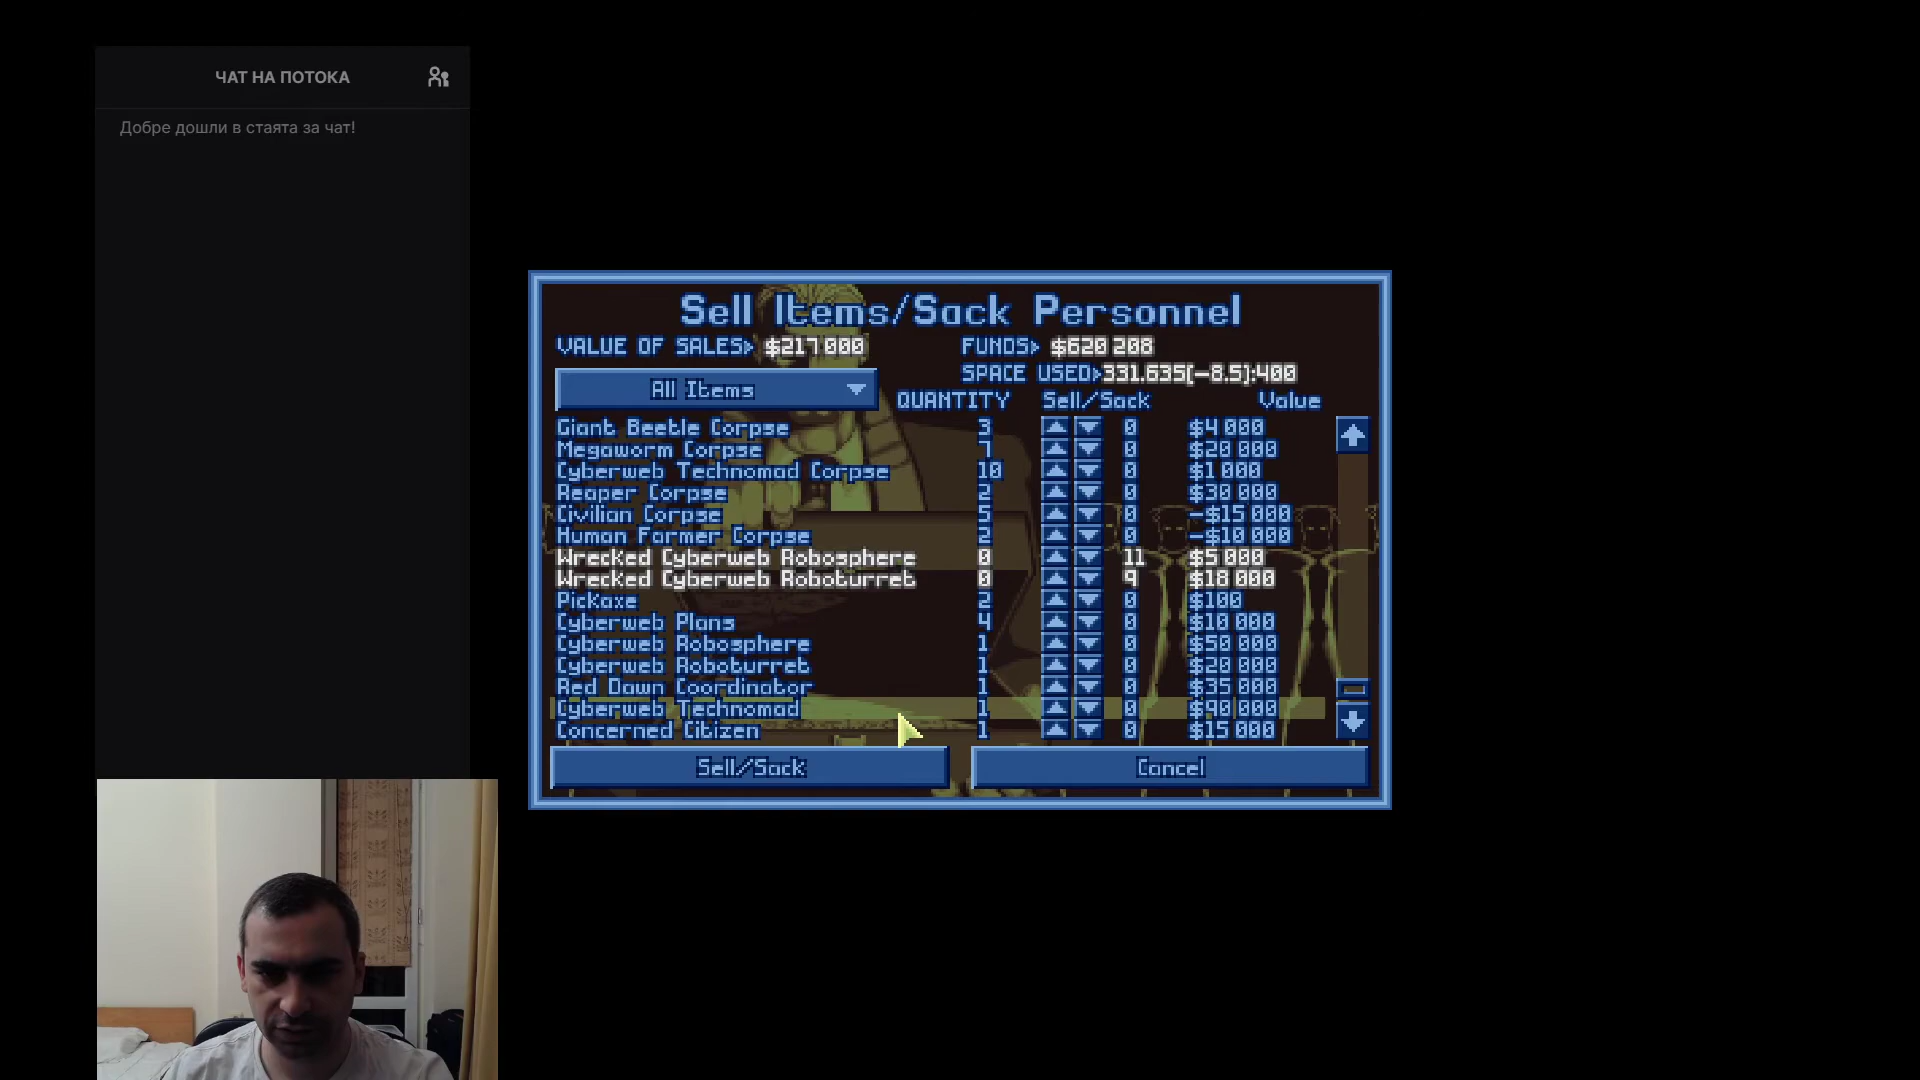 ЧАТ НА ПОТОКА
Добре дошли в стаята за чат!
Sell Items/Sack Personnel
VALUE OF SALES> $217 000
FUNDS> $620 208
SPACE USED>331.635[-8.5]:400
All Items
QUANTITY Sell/Sack Value
Giant Beetle Corpse 3 0 $4 000
Megaworm Corpse 7 0 $20 000
Cyberweb Technomad Corpse 10 0 $1 000
Reaper Corpse 2 0 $30 000
Civilian Corpse 5 0 -$15 000
Human Farmer Corpse 2 0 -$10 000
Wrecked Cyberweb Robosphere 0 11 $5 000
Wrecked Cyberweb Roboturret 0 9 $18 000
Pickaxe 2 0 $100
Cyberweb Plans 4 0 $10 000
Cyberweb Robosphere 1 0 $50 000
Cyberweb Roboturret 1 0 $20 000
Red Dawn Coordinator 1 0 $35 000
Cyberweb Technomad 1 0 $90 000
Concerned Citizen 1 0 $15 000
Sell/Sack
Cancel